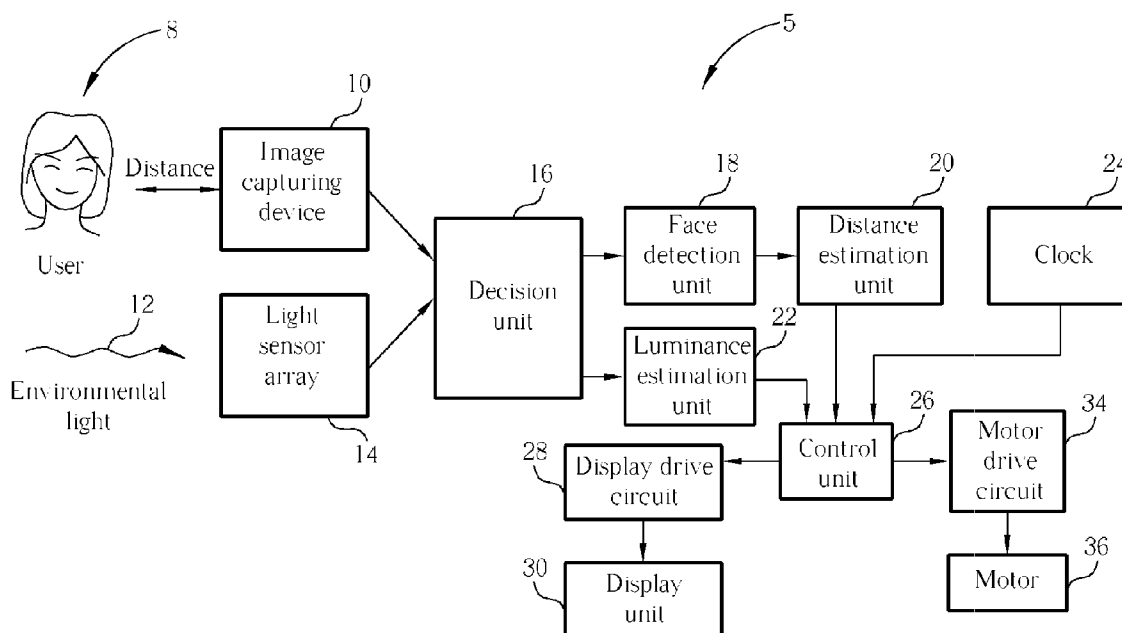 8
5
10
Image
capturing
device
Distance
User
12
Environmental
light
Light
sensor
array
14
16
Decision
unit
18
Face
detection
unit
20
Distance
estimation
unit
24
Clock
22
Luminance
estimation
unit
26
Control
unit
28
Display drive
circuit
30
Display
unit
34
Motor
drive
circuit
36
Motor